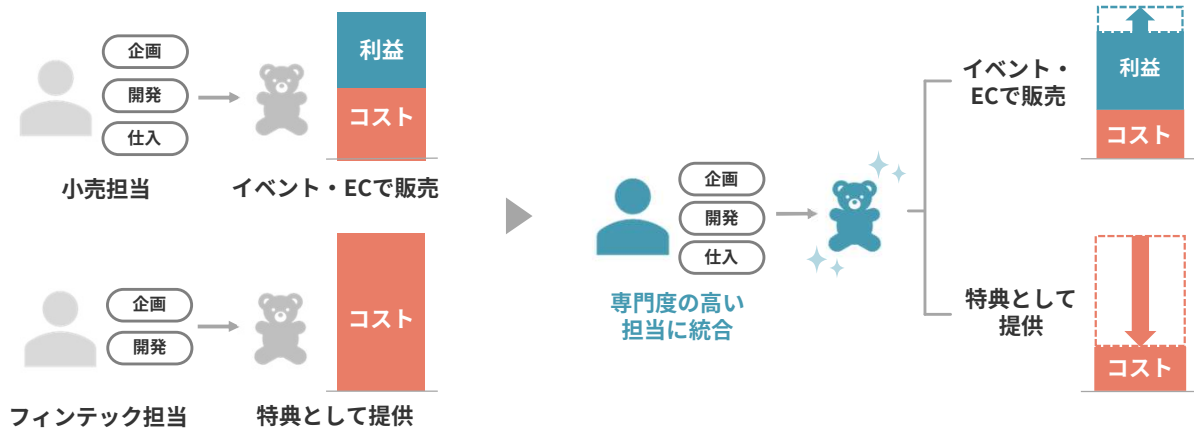 企画
開発
仕入
小売担当
利益
コスト
イベント・ECで販売
企画
開発
フィンテック担当
コスト
特典として提供
企画
開発
仕入
専門度の高い
担当に統合
イベント・
ECで販売
利益
コスト
特典として
提供
コスト